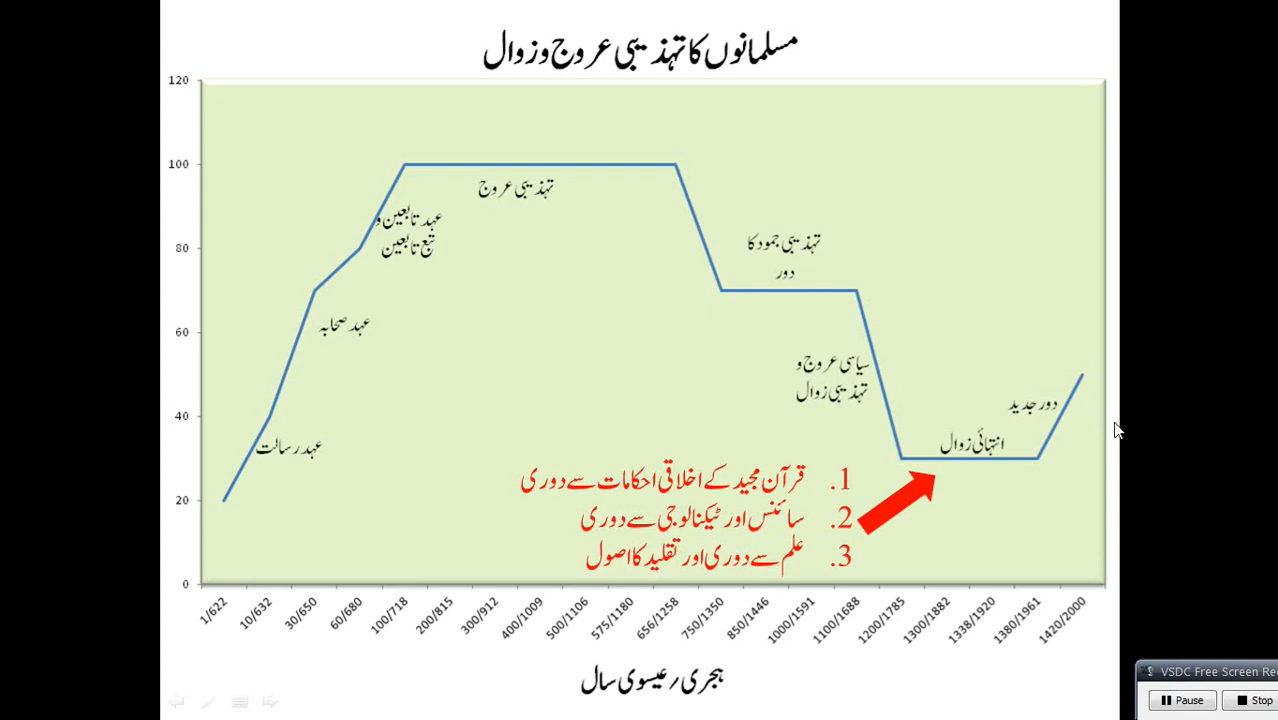 مسلمانوں کا تہذیبی عروج و زوال
120
100
80
60
40
20
0
تہذیبی عروج
عہد تابعین و
تبع تابعین
تہذیبی جمود کا
دور
عہد صحابہ
سیاسی عروج و
تہذیبی زوال
دور جدید
عہد رسالت
انتہائی زوال
1. قرآن مجید کے اخلاقی احکامات سے دوری
2. سائنس اور ٹیکنالوجی سے دوری
3. علم سے دوری اور تقلید کا اصول
1/622
10/632
30/650
60/680
100/718
200/815
300/912
400/1009
500/1106
575/1180
656/1258
750/1350
850/1446
1000/1591
1100/1688
1200/1785
1300/1882
1338/1920
1380/1961
1420/2000
ہجری / عیسوی سال
VSDC Free Screen Re
Pause
Stop